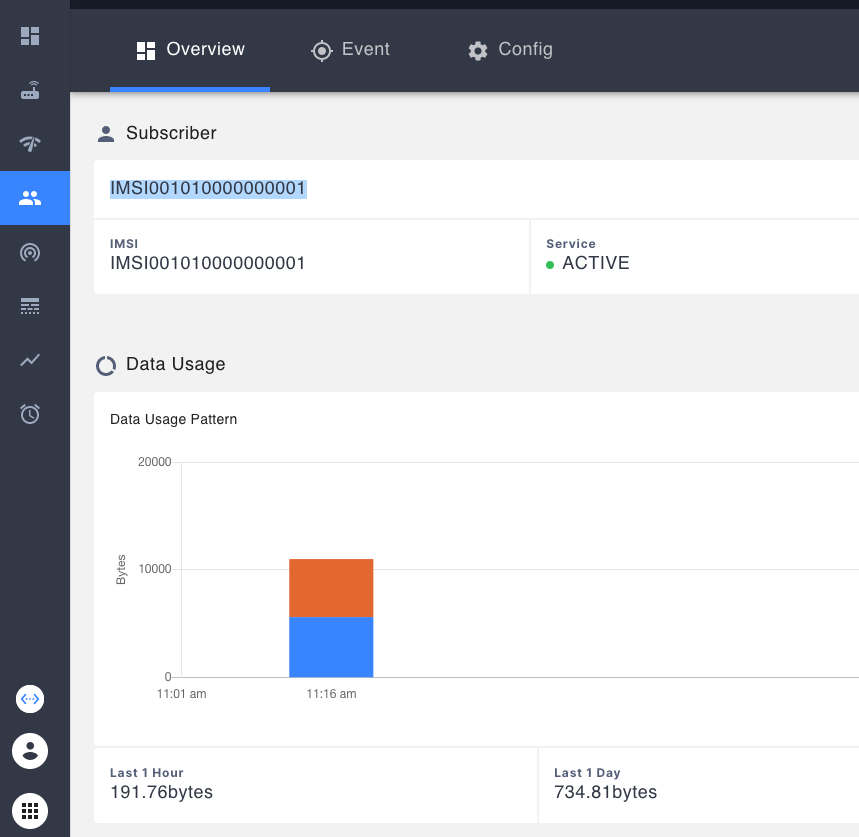 Overview Event Config
Subscriber
IMSI001010000000001
IMSI Service
IMSI001010000000001 ACTIVE
Data Usage
Data Usage Pattern
20000
Bytes
10000
0
11:01 am 11:16 am
Last 1 Hour Last 1 Day
191.76bytes 734.81bytes